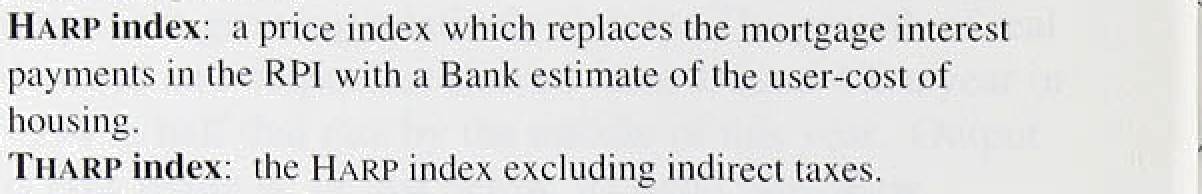 HARP index: a price index which replaces the mortgage interest
payments in the RPI with a Bank estimate of the user-cost of
housing.
THARP index: the HARP index excluding indirect taxes.